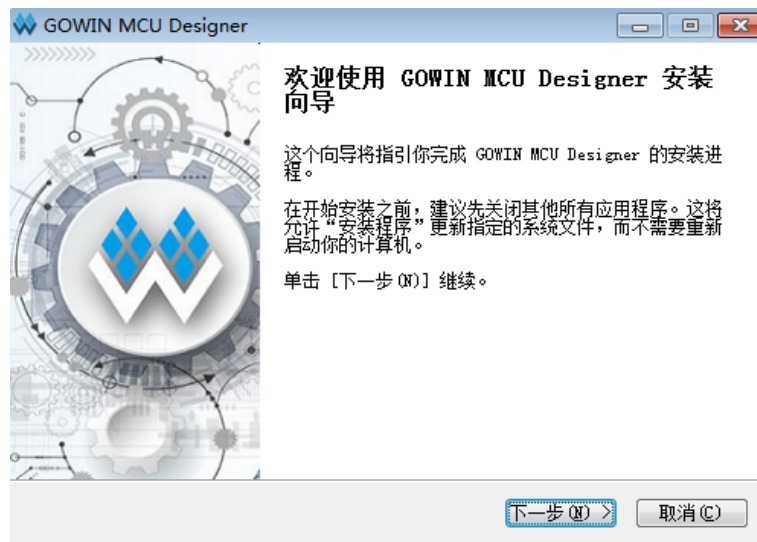 GOWIN MCU Designer
欢迎使用 GOWIN MCU Designer 安装
向导
这个向导将指引你完成 GOWIN MCU Designer 的安装进
程。
在开始安装之前，建议先关闭其他所有应用程序。这将
允许“安装程序”更新指定的系统文件，而不需要重新
启动你的计算机。
单击 [下一步(N)] 继续。
下一步(N) >
取消(C)